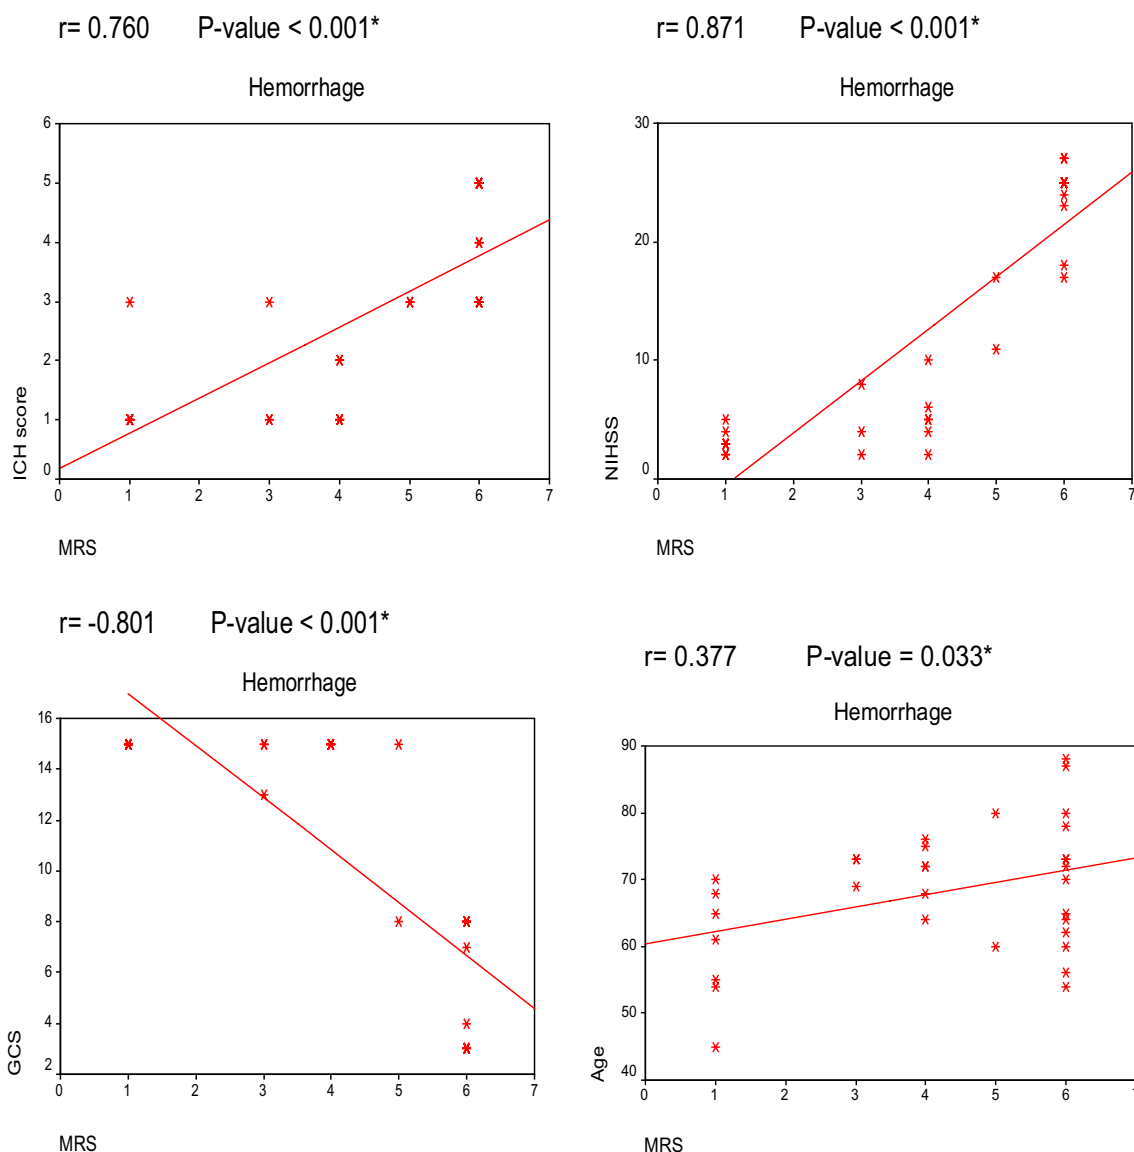 r= 0.760 P-value < 0.001*
Hemorrhage
6
5
4
3
2
1
0
ICH score
0 1 2 3 4 5 6 7
MRS
r= 0.871 P-value < 0.001*
Hemorrhage
30
20
10
0
NIHSS
0 1 2 3 4 5 6 7
MRS
r= -0.801 P-value < 0.001*
Hemorrhage
16
14
12
10
8
6
4
2
GCS
0 1 2 3 4 5 6 7
MRS
r= 0.377 P-value = 0.033*
Hemorrhage
90
80
70
60
50
40
Age
0 1 2 3 4 5 6
MRS